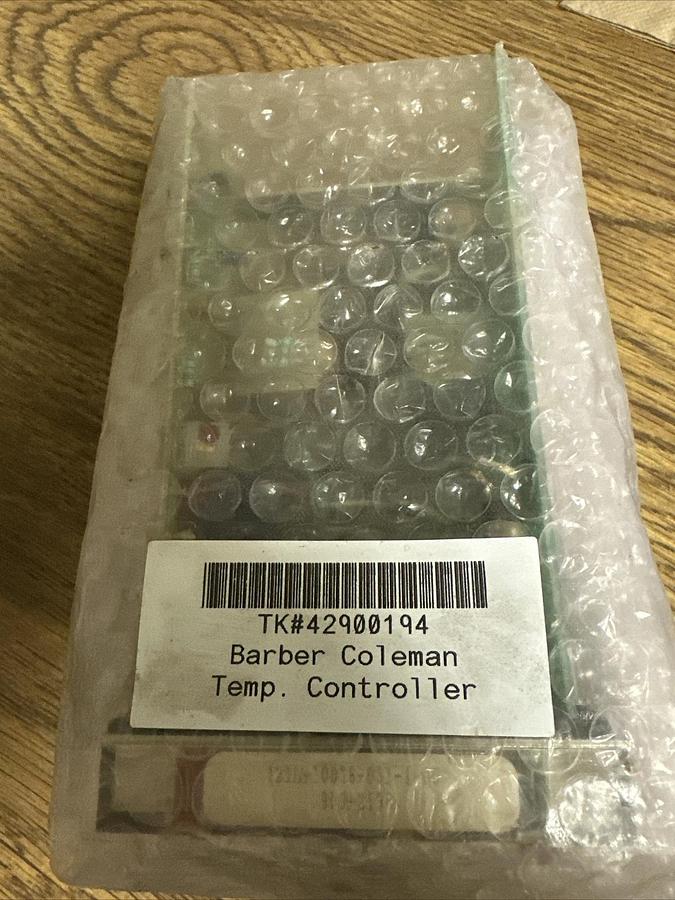 TK#42900194
Barber Coleman
Temp. Controller